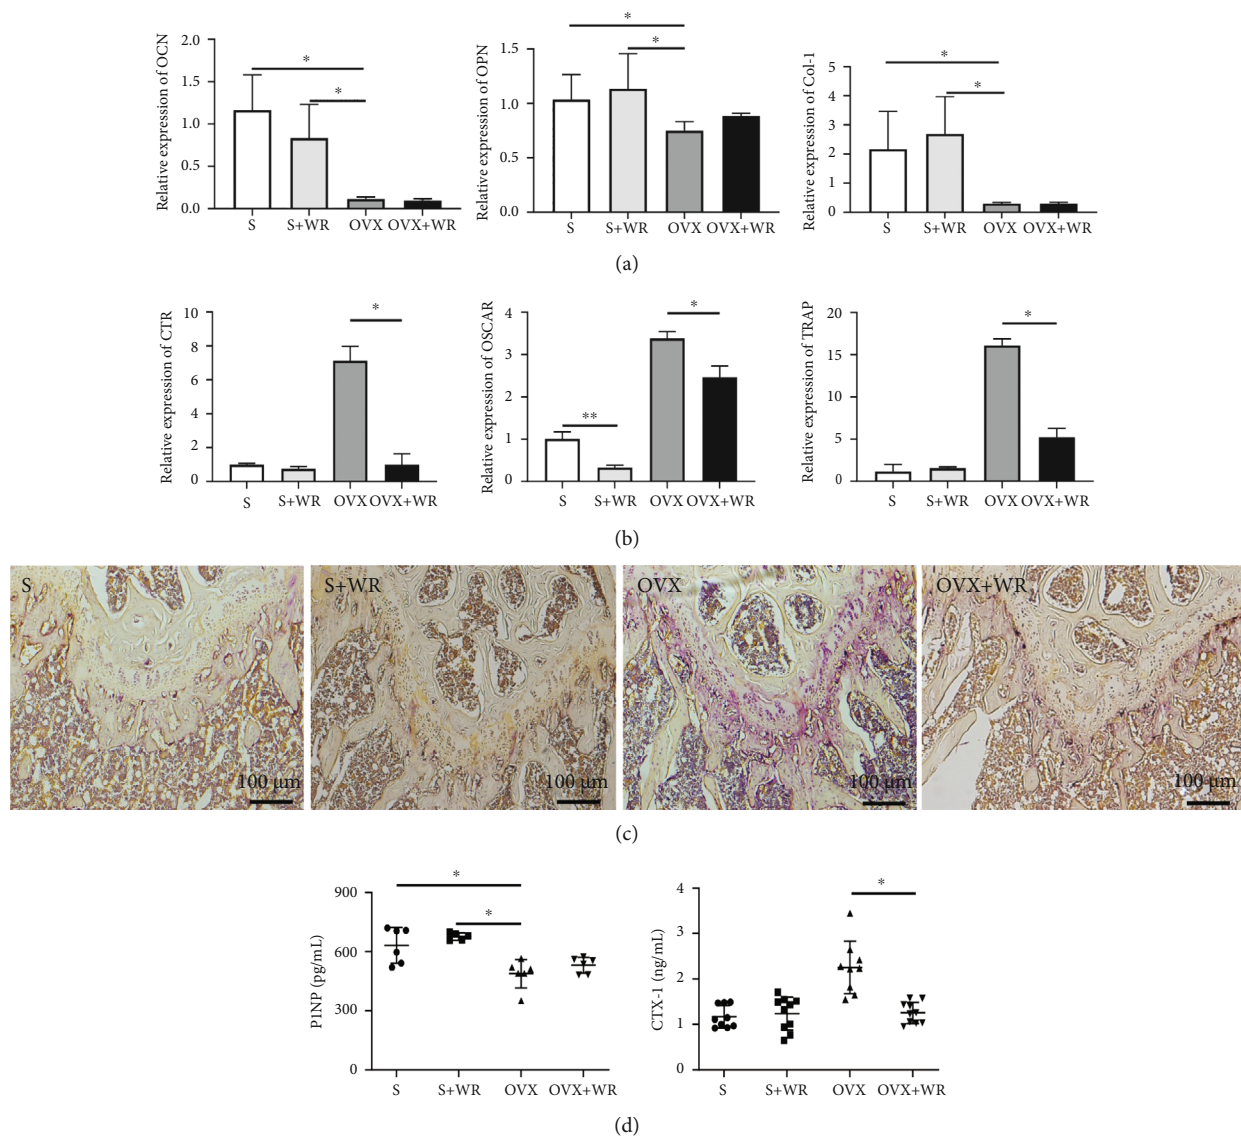 Relative expression of OCN
2.0
1.5
1.0
0.5
0.0
*
*
S S+WR OVX OVX+WR
Relative expression of OPN
1.5
1.0
0.5
0.0
*
*
S S+WR OVX OVX+WR
Relative expression of Col-1
5
4
3
2
1
0
*
*
S S+WR OVX OVX+WR
(a)
Relative expression of CTR
10
8
6
4
2
0
*
S S+WR OVX OVX+WR
Relative expression of OSCAR
4
3
2
1
0
**
*
S S+WR OVX OVX+WR
Relative expression of TRAP
20
15
10
5
0
*
S S+WR OVX OVX+WR
(b)
S
100 μm
S+WR
100 μm
OVX
100 μm
OVX+WR
100 μm
(c)
P1NP (pg/mL)
900
600
300
0
*
*
S S+WR OVX OVX+WR
CTX-1 (ng/mL)
4
3
2
1
0
*
S S+WR OVX OVX+WR
(d)